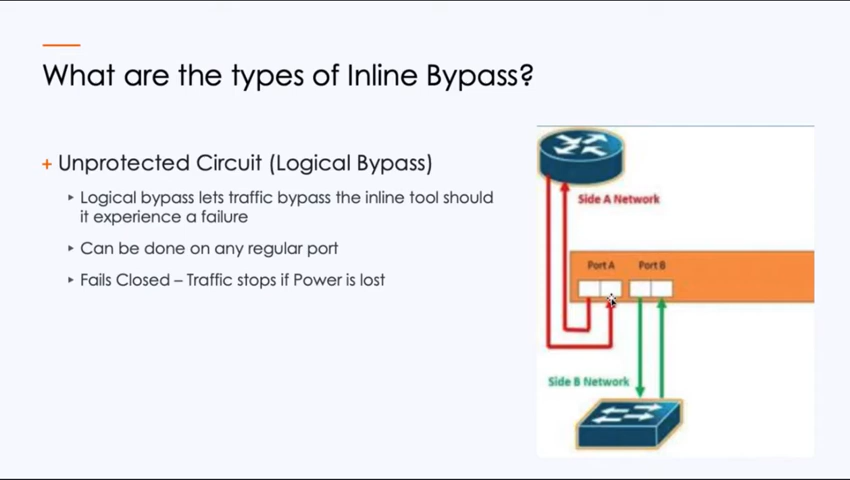 What are the types of Inline Bypass?
+ Unprotected Circuit (Logical Bypass)
Logical bypass lets traffic bypass the inline tool should
it experience a failure
Can be done on any regular port
Fails Closed – Traffic stops if Power is lost
Side A Network
Port A Port B
Side B Network